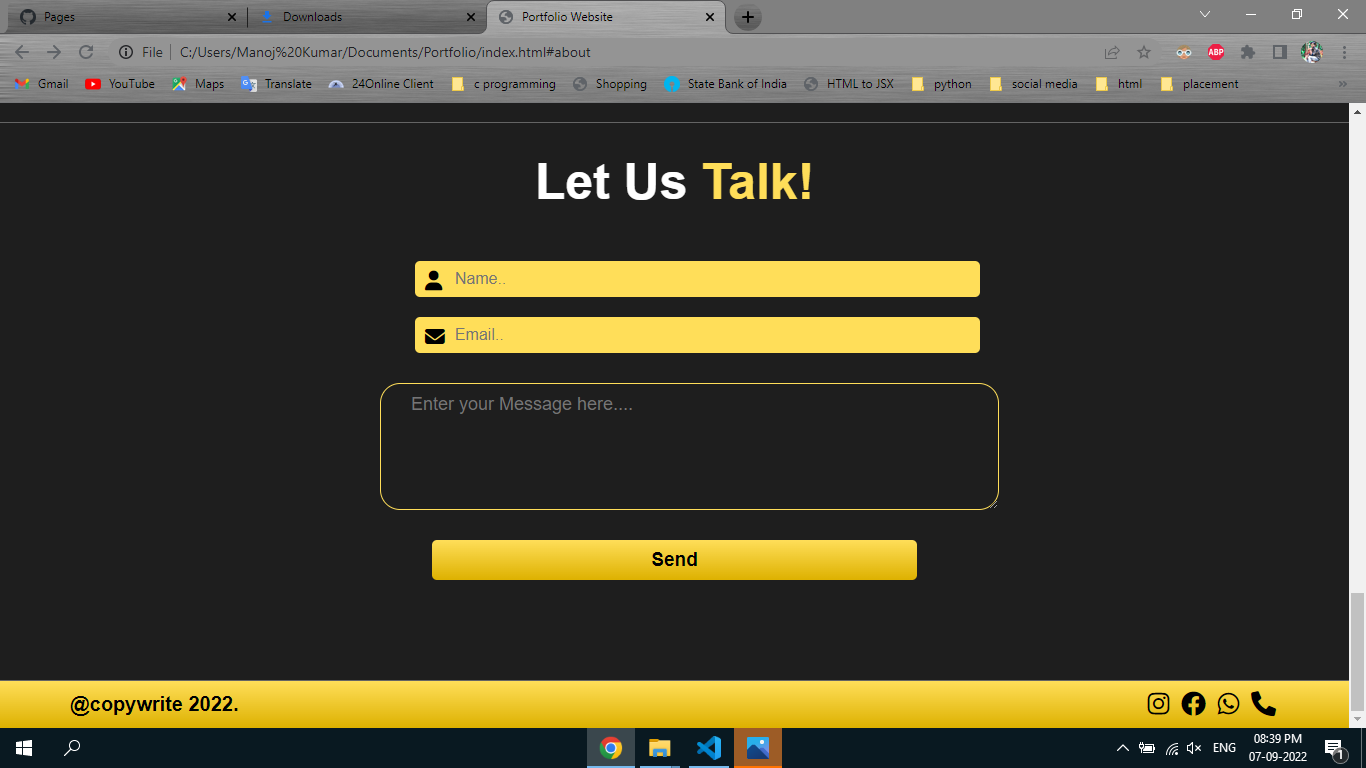 Pages
Downloads
Portfolio Website
File
C:/Users/Manoj%20Kumar/Documents/Portfolio/index.html#about
ABP
Gmail
YouTube
Maps
Translate
24Online Client
c programming
Shopping
State Bank of India
HTML to JSX
python
social media
html
placement
»
Let Us Talk!
Name..
Email..
Enter your Message here....
Send
@copywrite 2022.
ENG
08:39 PM
07-09-2022
1